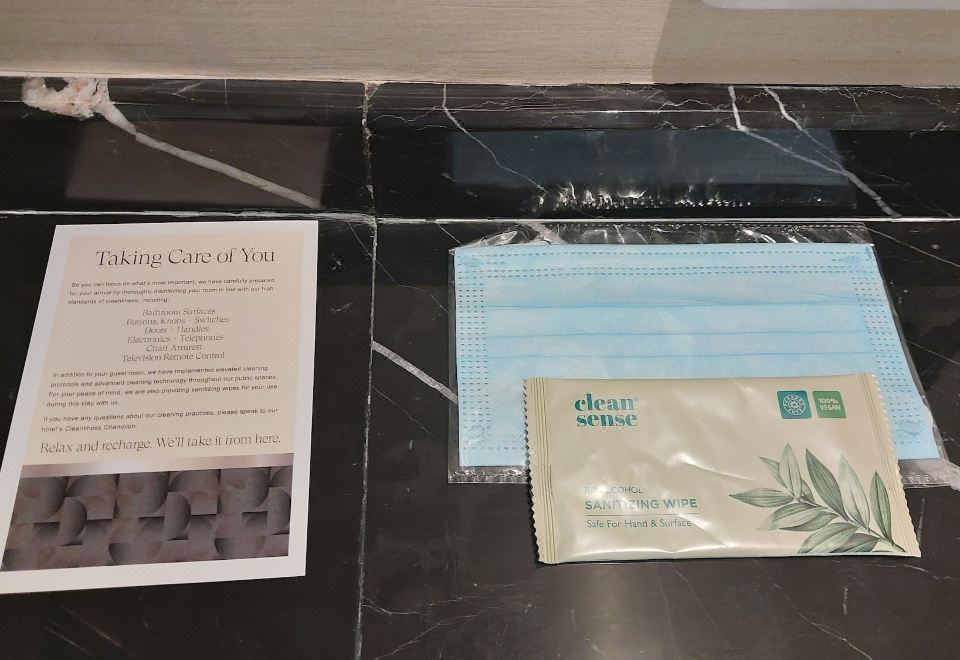 Taking Care of You
So you can focus on what's most important, we have carefully prepared
for your arrival by thoroughly disinfecting your room in line with our high
standards of cleanliness, including:
Bathroom Surfaces
Buttons, Knobs + Switches
Doors + Handles
Electronics + Telephones
Chair Armrest
Television Remote Control
In addition to your guest room, we have implemented elevated cleaning
protocols and advanced cleaning technology throughout our public spaces.
For your peace of mind, we are also providing sanitizing wipes for your use
during this stay with us.
If you have any questions about our cleaning practices, please speak to our
hotel's Cleanliness Champion.
Relax and recharge. We'll take it from here.
clean
sense
100%
VEGAN
70% ALCOHOL
SANITIZING WIPE
Safe For Hand & Surface